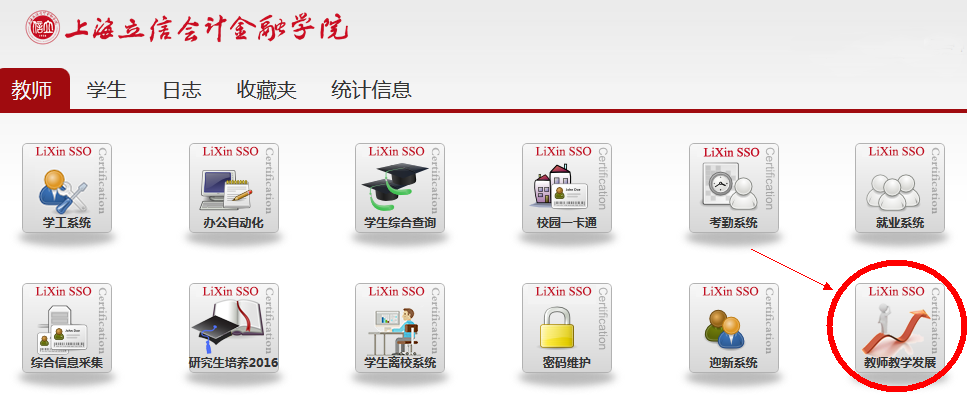 上海立信会计金融学院
教师 学生 日志 收藏夹 统计信息
LiXin SSO Certification
学工系统
LiXin SSO Certification
办公自动化
LiXin SSO Certification
学生综合查询
LiXin SSO Certification
校园一卡通
LiXin SSO Certification
考勤系统
LiXin SSO Certification
就业系统
LiXin SSO Certification
综合信息采集
LiXin SSO Certification
研究生培养2016
LiXin SSO Certification
学生离校系统
LiXin SSO Certification
密码维护
LiXin SSO Certification
迎新系统
LiXin SSO Certification
教师教学发展